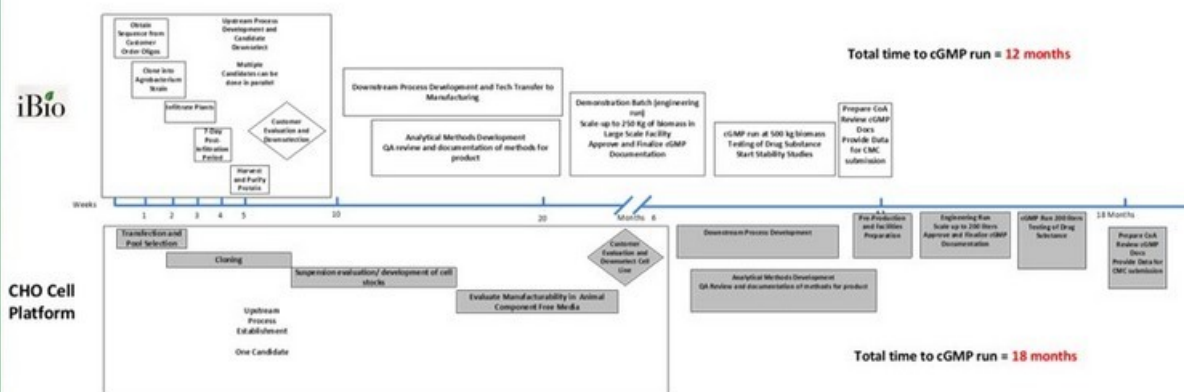 Obtain
Sequence from
Customer
Order Oligos
Clone into
Agrobacterium
Strain
Infiltrate Plants
7-Day
Post-
Infiltration
Period
Harvest
and Purify
Protein
Upstream Process
Development and
Candidate
Downselect
Multiple
Candidates can be
done in parallel
Customer
Evaluation and
Downselection
Downstream Process Development and Tech Transfer to
Manufacturing
Analytical Methods Development
QA review and documentation of methods for
product
Demonstration Batch (engineering
run)
Scale-up to 250 Kg of biomass in
Large Scale Facility
Approve and Finalize cGMP
Documentation
cGMP run at 500 kg biomass
Testing of Drug Substance
Start Stability Studies
Prepare CoA
Review cGMP
Docs
Provide Data
for CMC
submission
Total time to cGMP run = 12 months
iBio
Weeks
1 2 3 4 5 10 20 Months 6 18 Months
CHO Cell
Platform
Transfection and
Pool Selection
Cloning
Suspension evaluation/ development of cell
stocks
Evaluate Manufacturability in Animal
Component Free Media
Upstream
Process
Establishment
One Candidate
Customer
Evaluation and
Downselect Cell
Line
Downstream Process Development
Analytical Methods Development
QA Review and documentation of methods for product
Pre-Production
and Facilities
Preparation
Engineering Run
Scale up to 200 liters
Approve and Finalize cGMP
Documentation
cGMP Run 200 liters
Testing of Drug
Substance
Prepare CoA
Review cGMP
Docs
Provide Data for
CMC submission
Total time to cGMP run = 18 months